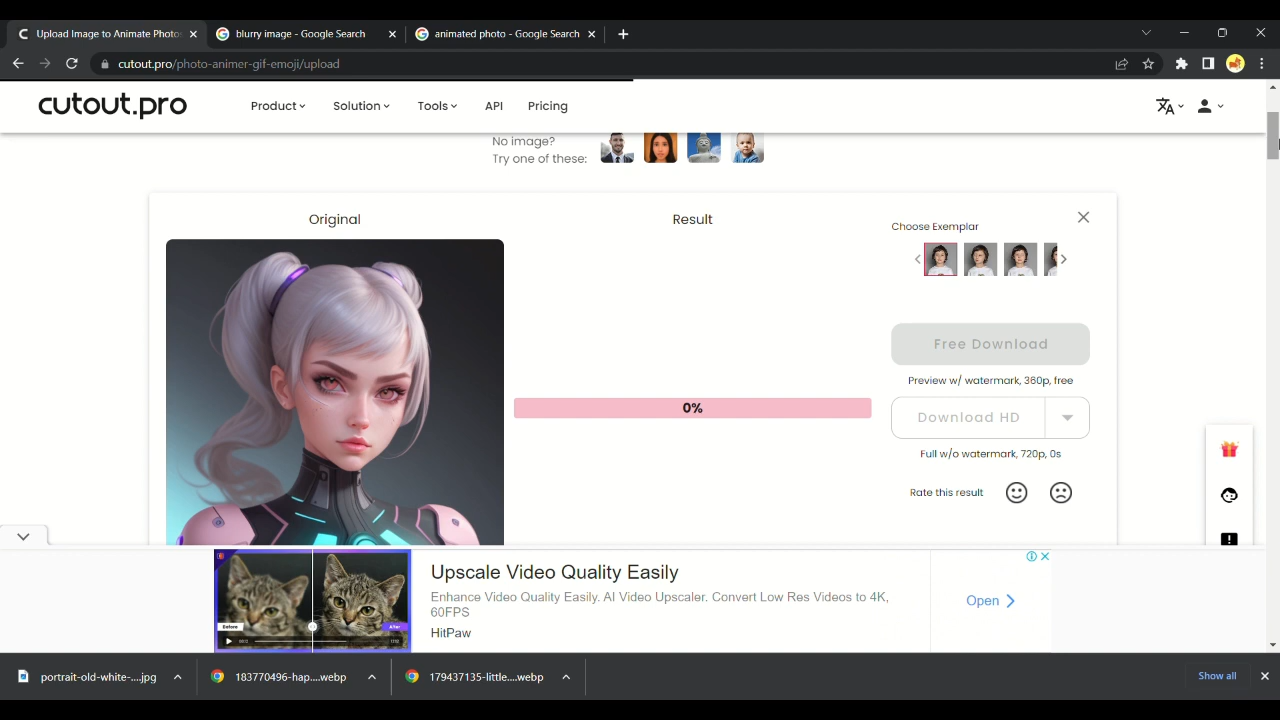 Upload Image to Animate Photo
blurry image - Google Search
animated photo - Google Search
cutout.pro/photo-animer-gif-emoji/upload
cutout.pro
Product
Solution
Tools
API
Pricing
No image?
Try one of these:
Original
Result
Choose Exemplar
0%
Free Download
Preview w/ watermark, 360p, free
Download HD
Full w/o watermark, 720p, 0s
Rate this result
Before
After
Upscale Video Quality Easily
Enhance Video Quality Easily. AI Video Upscaler. Convert Low Res Videos to 4K,
60FPS
HitPaw
Open
portrait-old-white-....jpg
183770496-hap....webp
179437135-little....webp
Show all